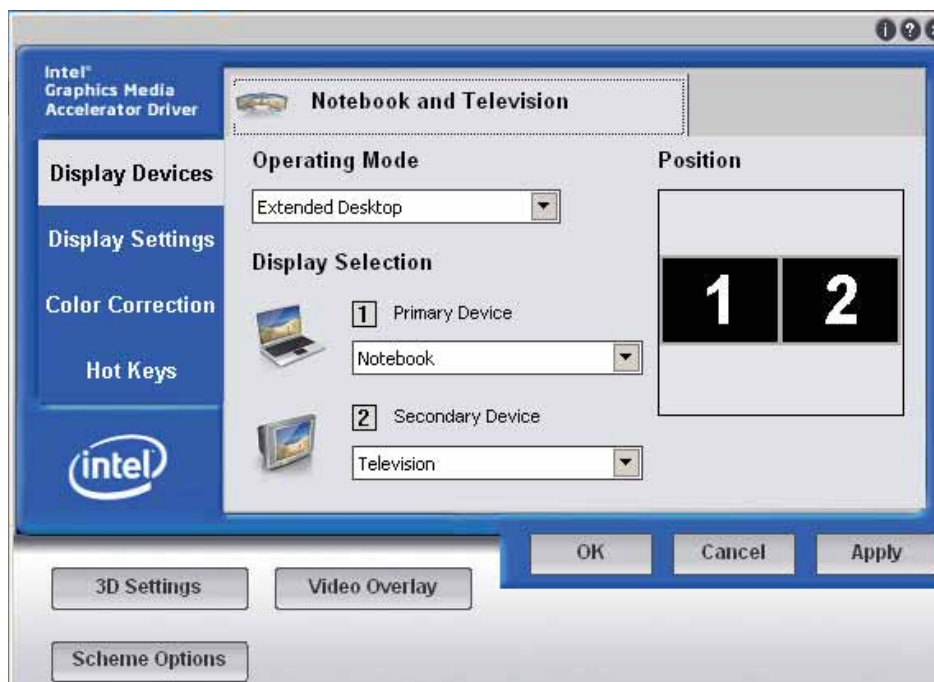 Intel®
Graphics Media
Accelerator Driver
Display Devices
Display Settings
Color Correction
Hot Keys
intel
Notebook and Television
Operating Mode
Extended Desktop
Display Selection
1 Primary Device
Notebook
2 Secondary Device
Television
Position
1 2
OK Cancel Apply
3D Settings Video Overlay
Scheme Options